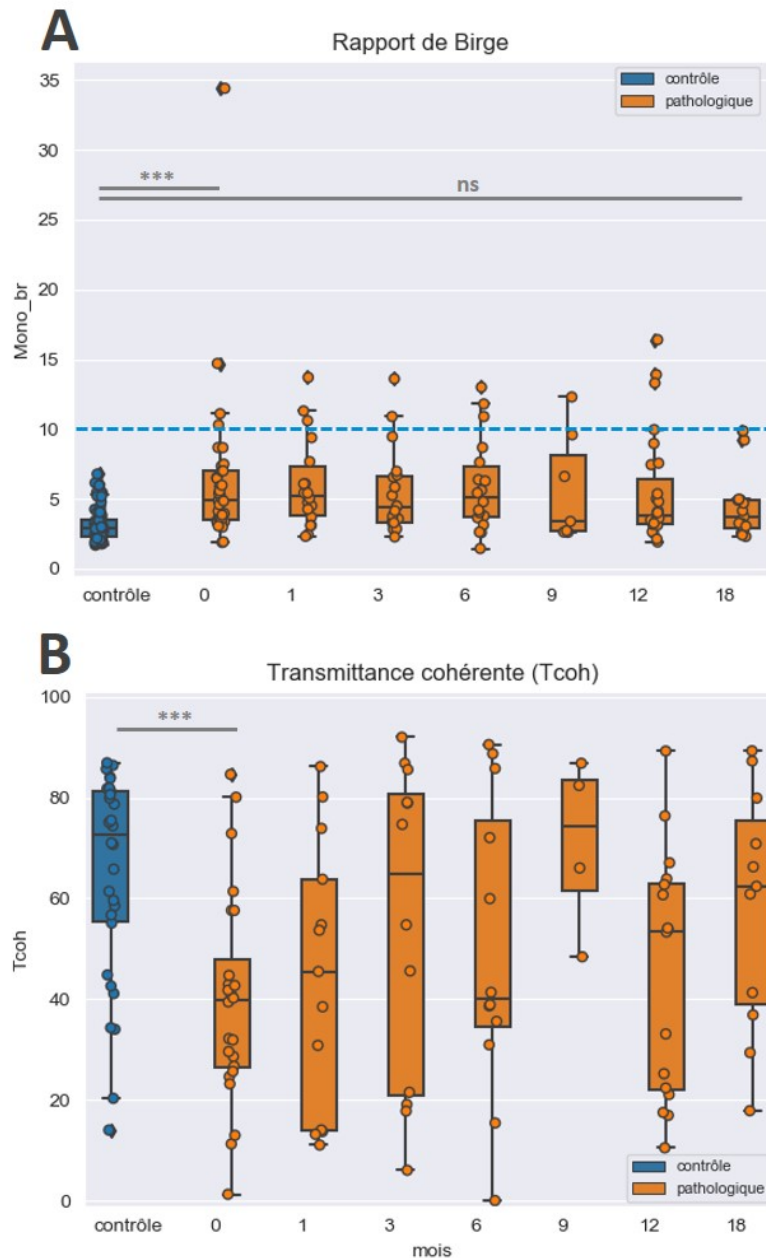 A
Rapport de Birge
35
30
25
20
15
10
5
0
Mono_br
contrôle
pathologique
***
ns
contrôle 0 1 3 6 9 12 18
B
Transmittance cohérente (Tcoh)
100
80
60
40
20
0
Tcoh
***
contrôle
pathologique
contrôle 0 1 3 6 9 12 18
mois